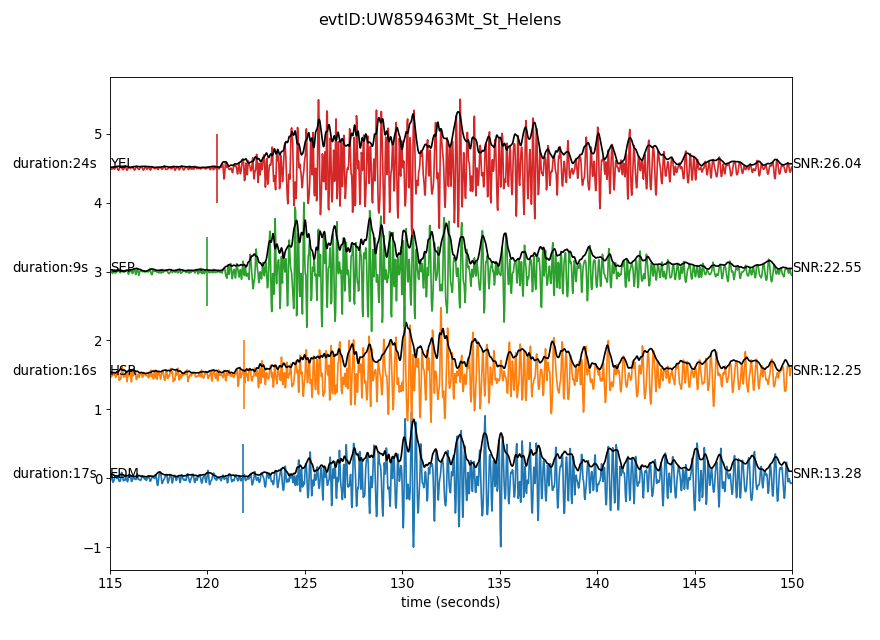 evtID:UW859463Mt_St_Helens
5
duration:24s YEL SNR:26.04
4
duration:9s SEP SNR:22.55
3
2
duration:16s HSR SNR:12.25
1
duration:17s EDM SNR:13.28
0
−1
115 120 125 130 135 140 145 150
time (seconds)